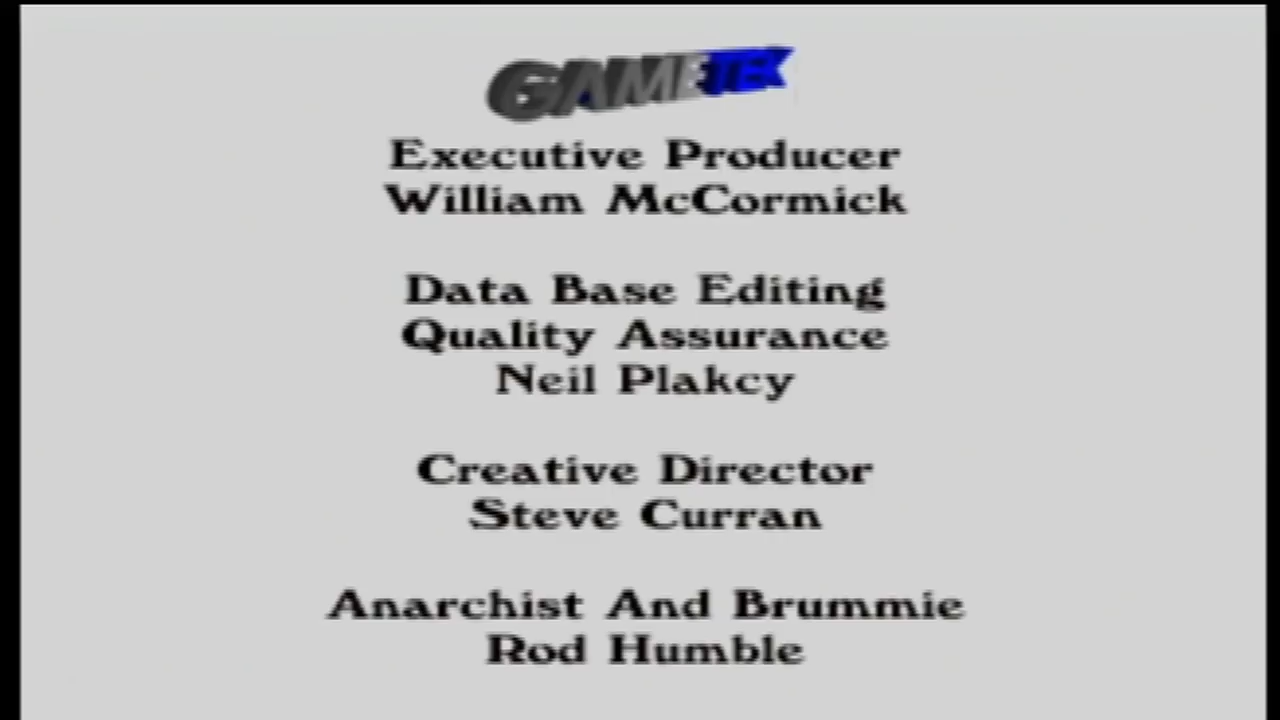 GAMETEK
Executive Producer
William McCormick
Data Base Editing
Quality Assurance
Neil Plakcy
Creative Director
Steve Curran
Anarchist And Brummie
Rod Humble